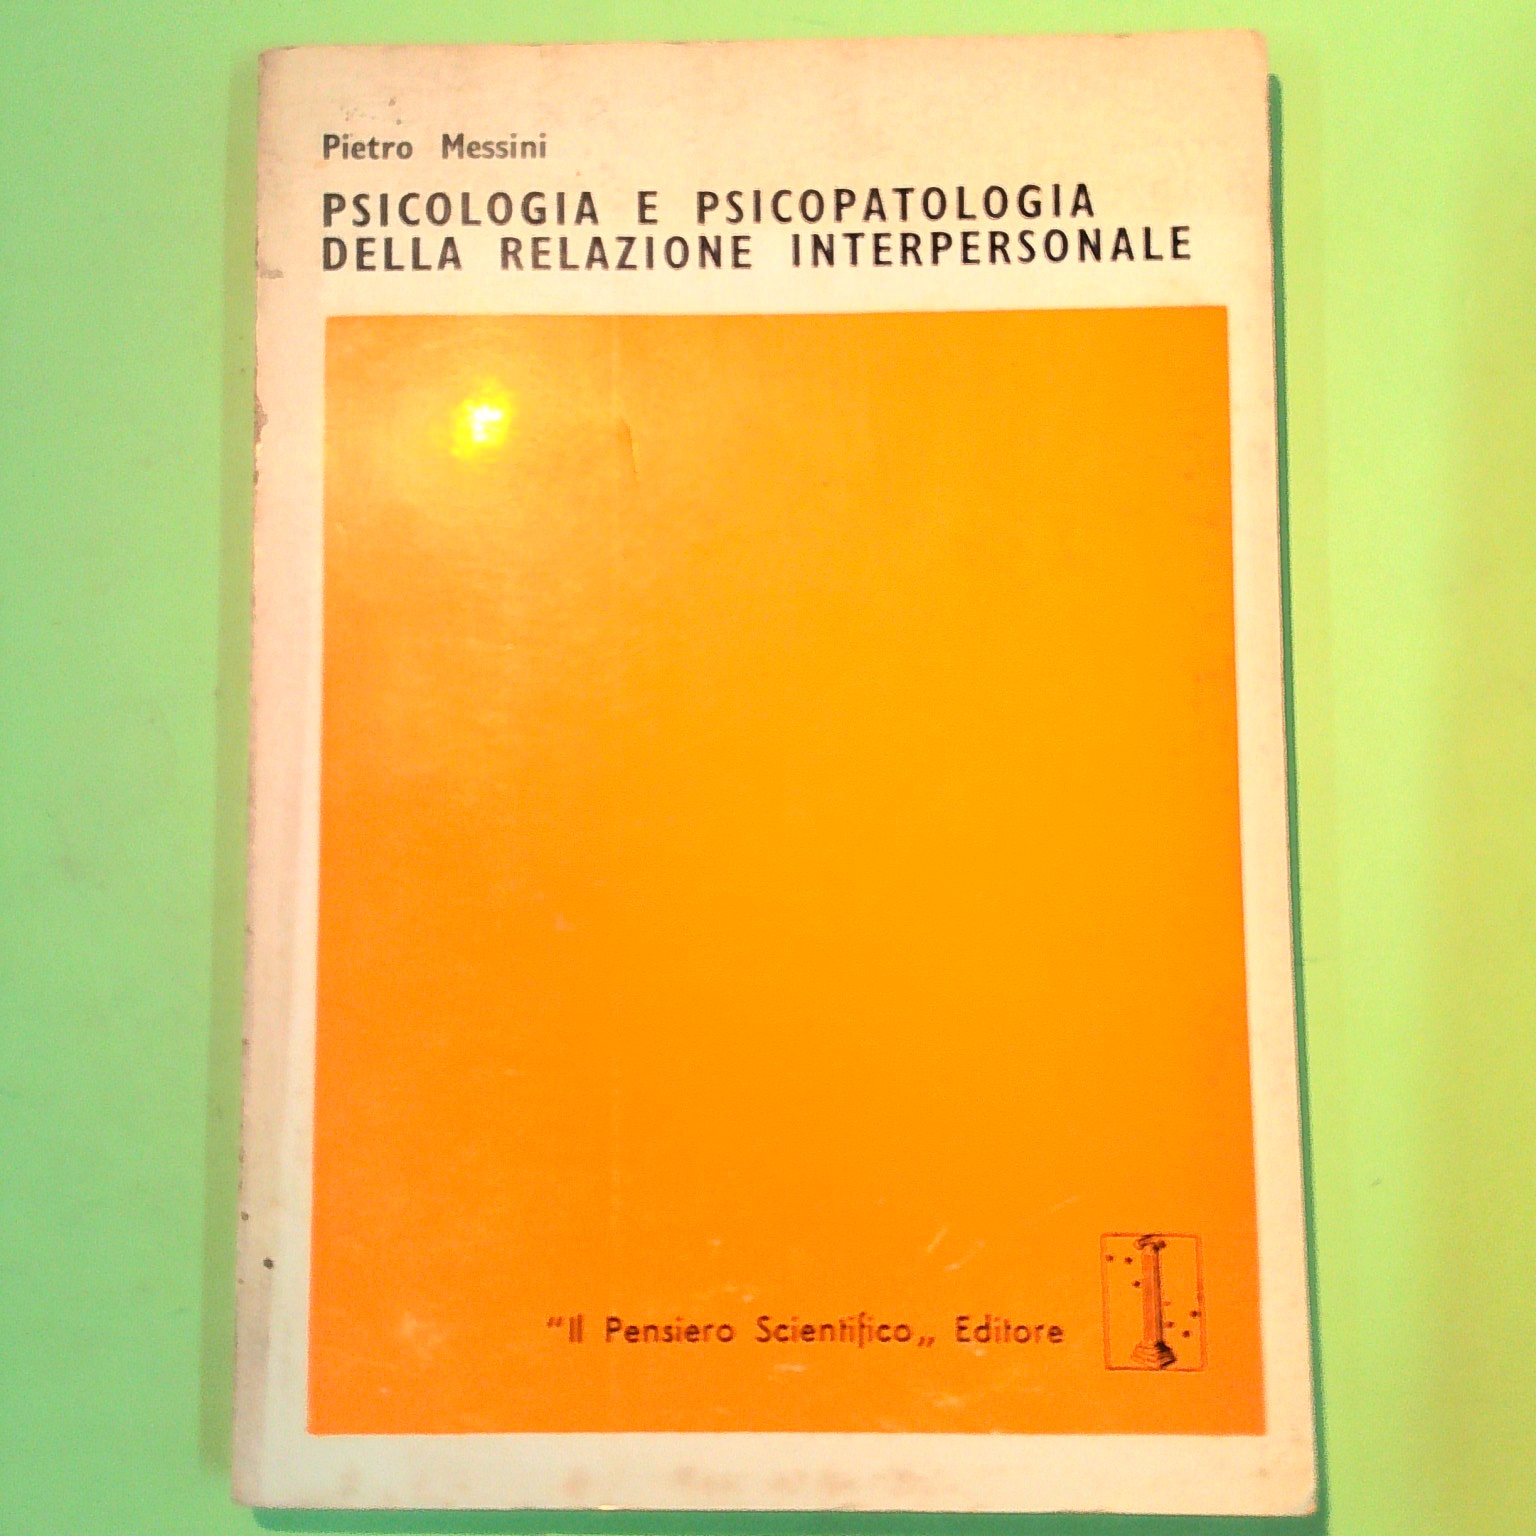 Pietro Messini
PSICOLOGIA E PSICOPATOLOGIA
DELLA RELAZIONE INTERPERSONALE
"Il Pensiero Scientifico„ Editore